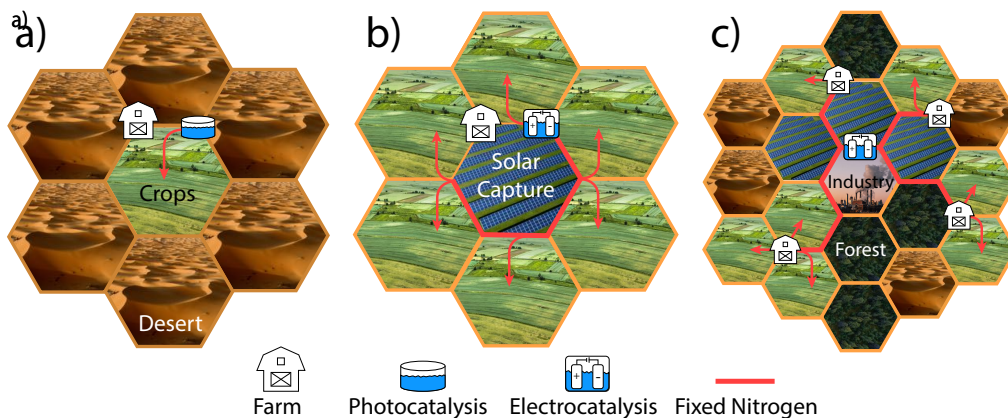 a)
a)
b)
c)
Crops
Desert
Solar
Capture
Industry
Forest
Farm
Photocatalysis
Electrocatalysis
Fixed Nitrogen